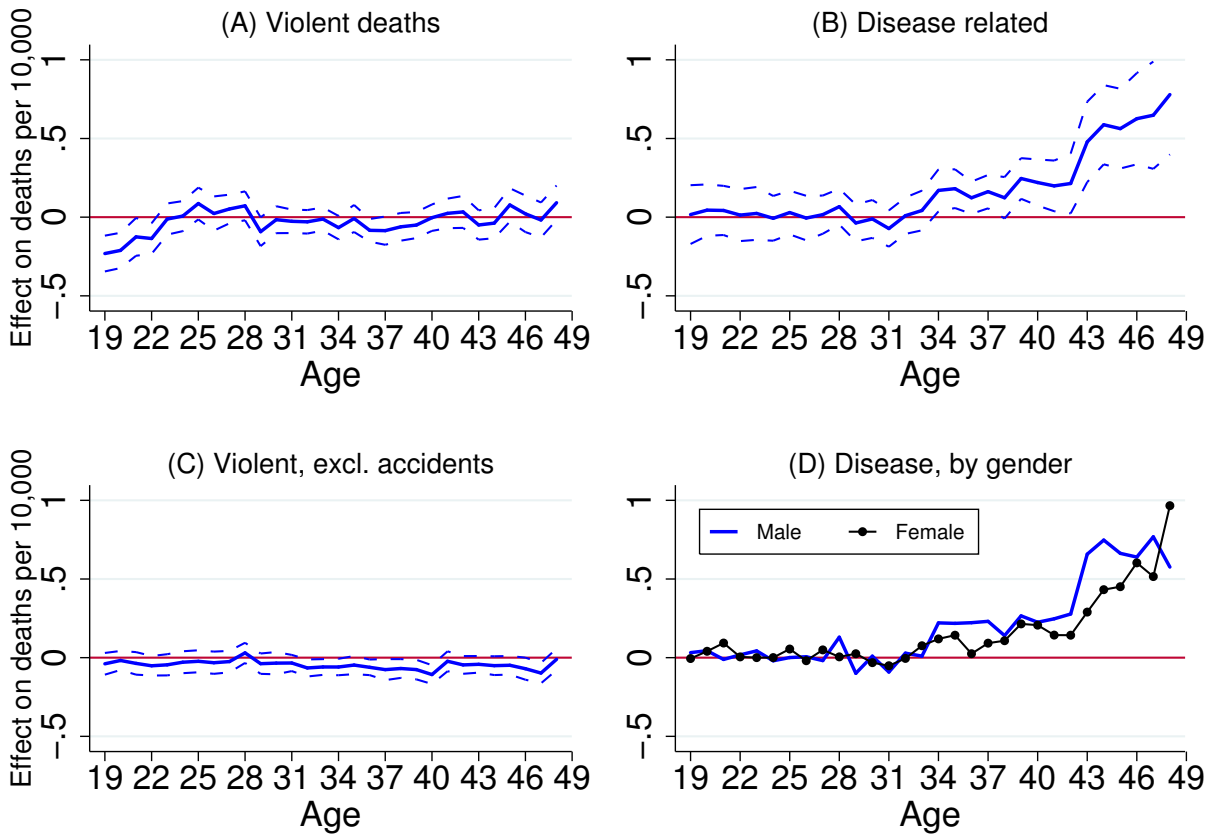 (A) Violent deaths
Effect on deaths per 10,000
1
.5
0
−.5
19 22 25 28 31 34 37 40 43 46 49
Age
(B) Disease related
1
.5
0
−.5
19 22 25 28 31 34 37 40 43 46 49
Age
(C) Violent, excl. accidents
Effect on deaths per 10,000
1
.5
0
−.5
19 22 25 28 31 34 37 40 43 46 49
Age
(D) Disease, by gender
Male Female
1
.5
0
−.5
19 22 25 28 31 34 37 40 43 46 49
Age